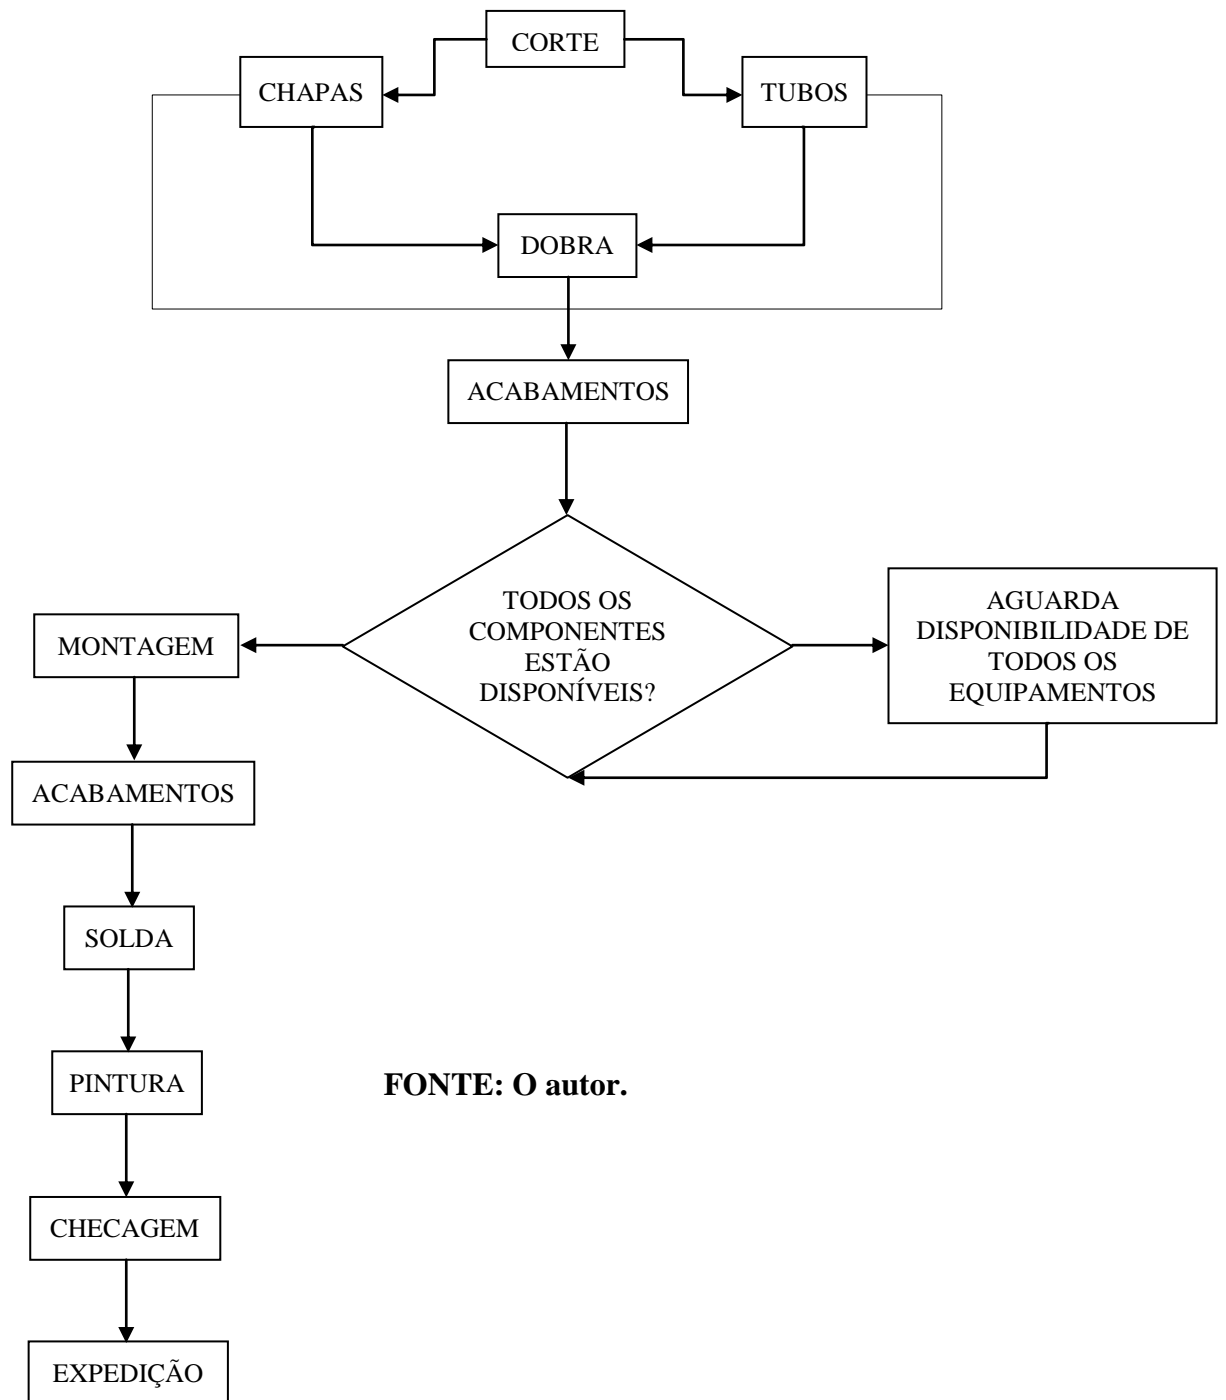 CORTE
CHAPAS
TUBOS
DOBRA
ACABAMENTOS
TODOS OS
COMPONENTES
ESTÃO
DISPONÍVEIS?
AGUARDA
DISPONIBILIDADE DE
TODOS OS
EQUIPAMENTOS
MONTAGEM
ACABAMENTOS
SOLDA
PINTURA
FONTE: O autor.
CHECAGEM
EXPEDIÇÃO